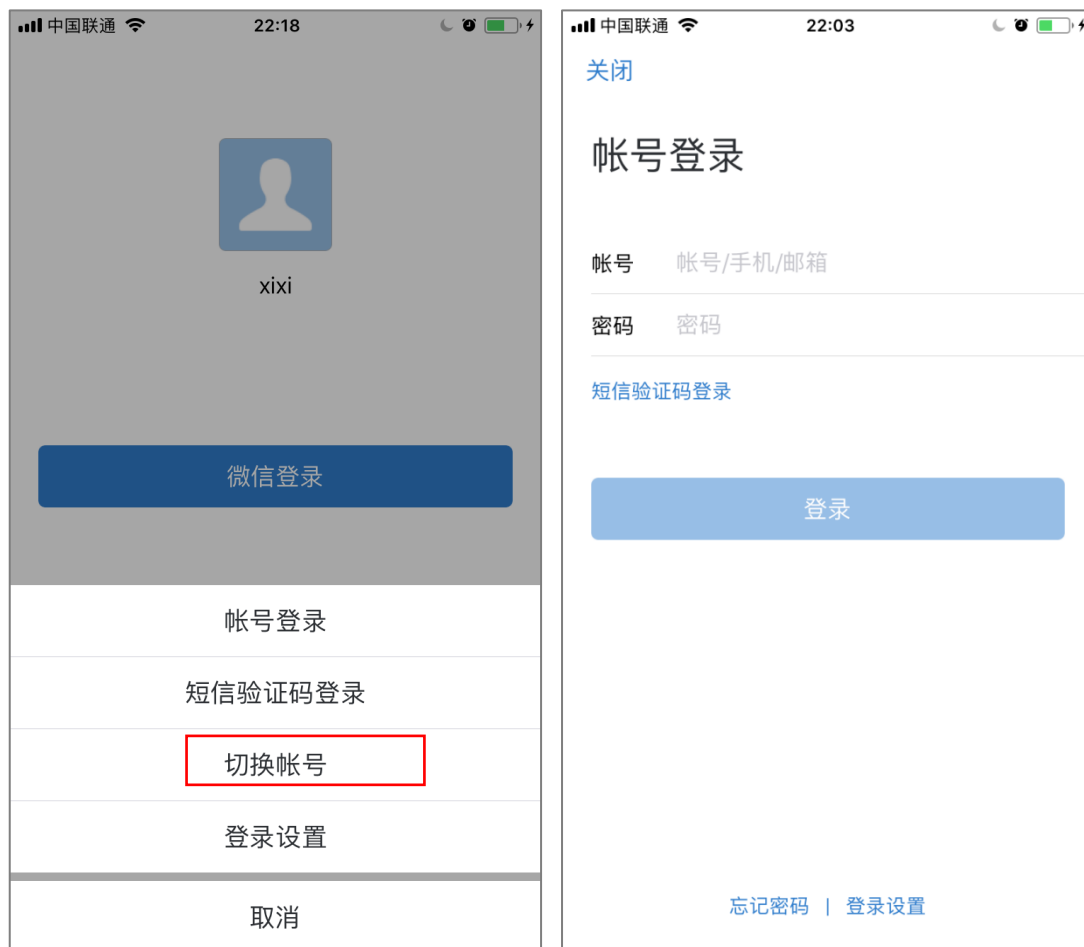 中国联通
22:18
xixi
微信登录
帐号登录
短信验证码登录
切换帐号
登录设置
取消
中国联通
22:03
关闭
帐号登录
帐号 帐号/手机/邮箱
密码 密码
短信验证码登录
登录
忘记密码 | 登录设置